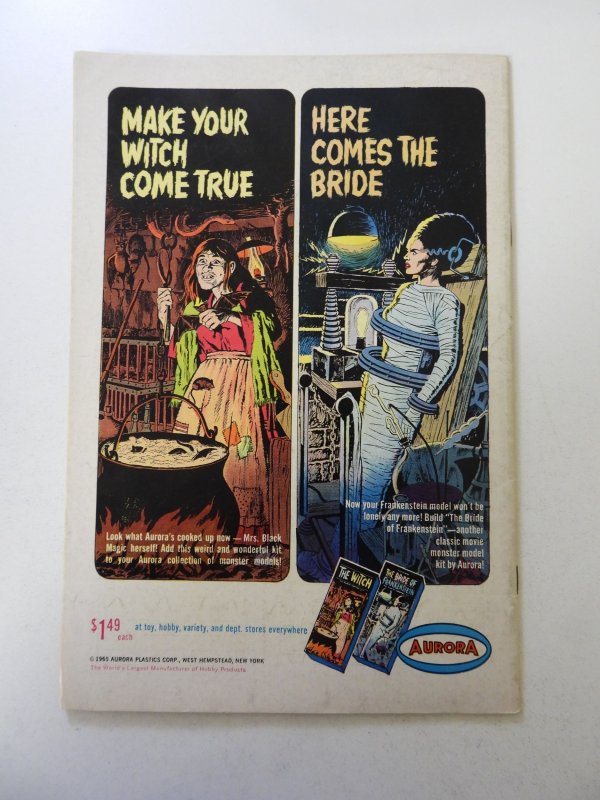 MAKE YOUR
WITCH
COME TRUE
Look what Aurora's cooked up now — Mrs. Black
Magic herself! Add this weird and wonderful kit
to your Aurora collection of monster models!
HERE
COMES THE
BRIDE
Now your Frankenstein model won't be
lonely any more! Build "The Bride
of Frankenstein"—another
classic movie
monster model
kit by Aurora!
$1 49
each
at toy, hobby, variety, and dept. stores everywhere
THE WITCH
THE BRIDE OF
FRANKENSTEIN
AURORA
© 1965 AURORA PLASTICS CORP., WEST HEMPSTEAD, NEW YORK
The World's Largest Manufacturer of Hobby Products